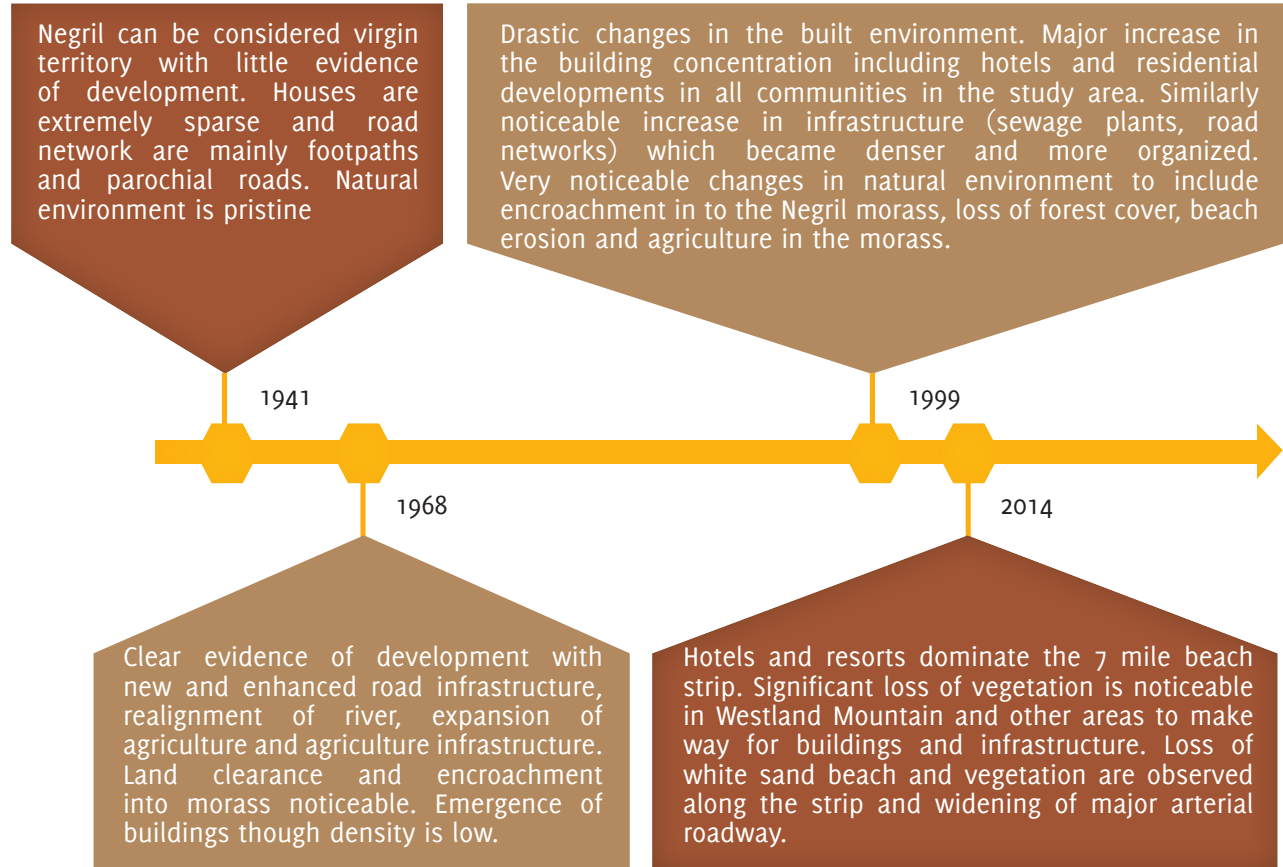 Negril can be considered virgin
territory with little evidence
of development. Houses are
extremely sparse and road
network are mainly footpaths
and parochial roads. Natural
environment is pristine
Drastic changes in the built environment. Major increase in
the building concentration including hotels and residential
developments in all communities in the study area. Similarly
noticeable increase in infrastructure (sewage plants, road
networks) which became denser and more organized.
Very noticeable changes in natural environment to include
encroachment in to the Negril morass, loss of forest cover, beach
erosion and agriculture in the morass.
1941
1999
1968
2014
Clear evidence of development with
new and enhanced road infrastructure,
realignment of river, expansion of
agriculture and agriculture infrastructure.
Land clearance and encroachment
into morass noticeable. Emergence of
buildings though density is low.
Hotels and resorts dominate the 7 mile beach
strip. Significant loss of vegetation is noticeable
in Westland Mountain and other areas to make
way for buildings and infrastructure. Loss of
white sand beach and vegetation are observed
along the strip and widening of major arterial
roadway.